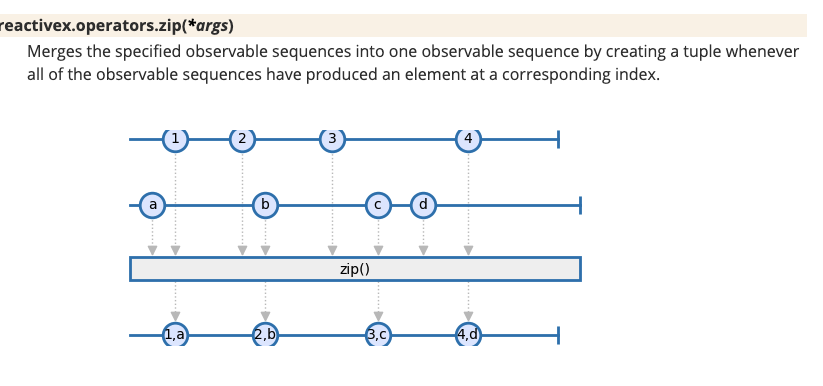 reactivex.operators.zip(*args)
Merges the specified observable sequences into one observable sequence by creating a tuple whenever
all of the observable sequences have produced an element at a corresponding index.
1 2 3 4
a b c d
zip()
1,a 2,b 3,c 4,d